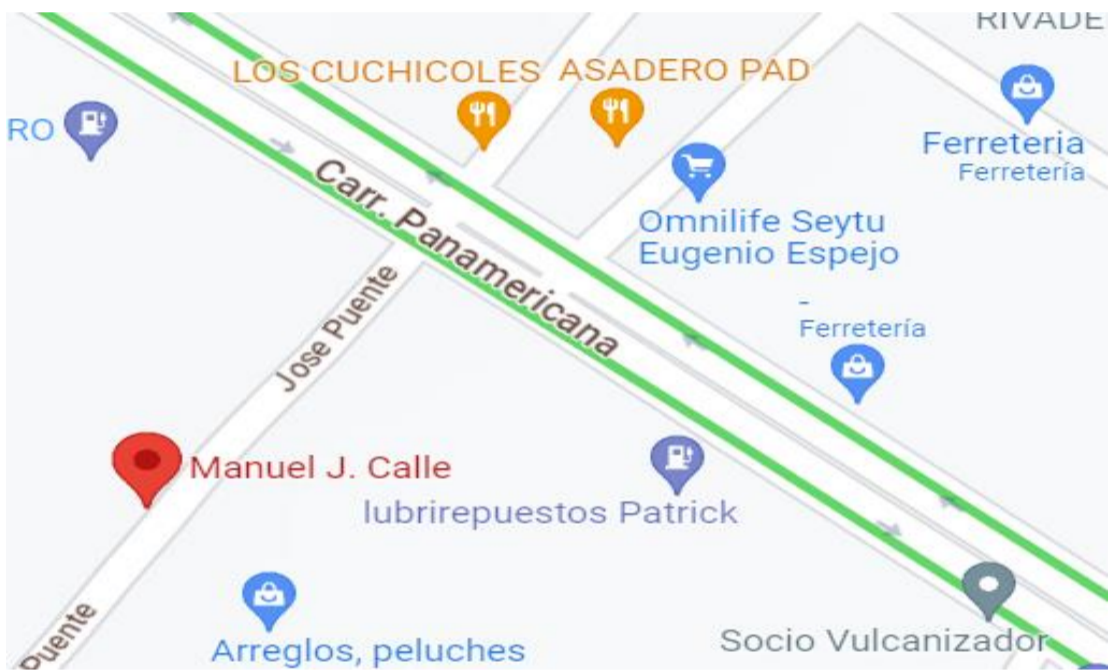 RIVADE
LOS CUCHICOLES
ASADERO PAD
RO
Ferreteria
Ferretería
Carr. Panamericana
Omnilife Seytu
Eugenio Espejo
-
Ferretería
Jose Puente
Manuel J. Calle
lubrirepuestos Patrick
Puente
Arreglos, peluches
Socio Vulcanizador